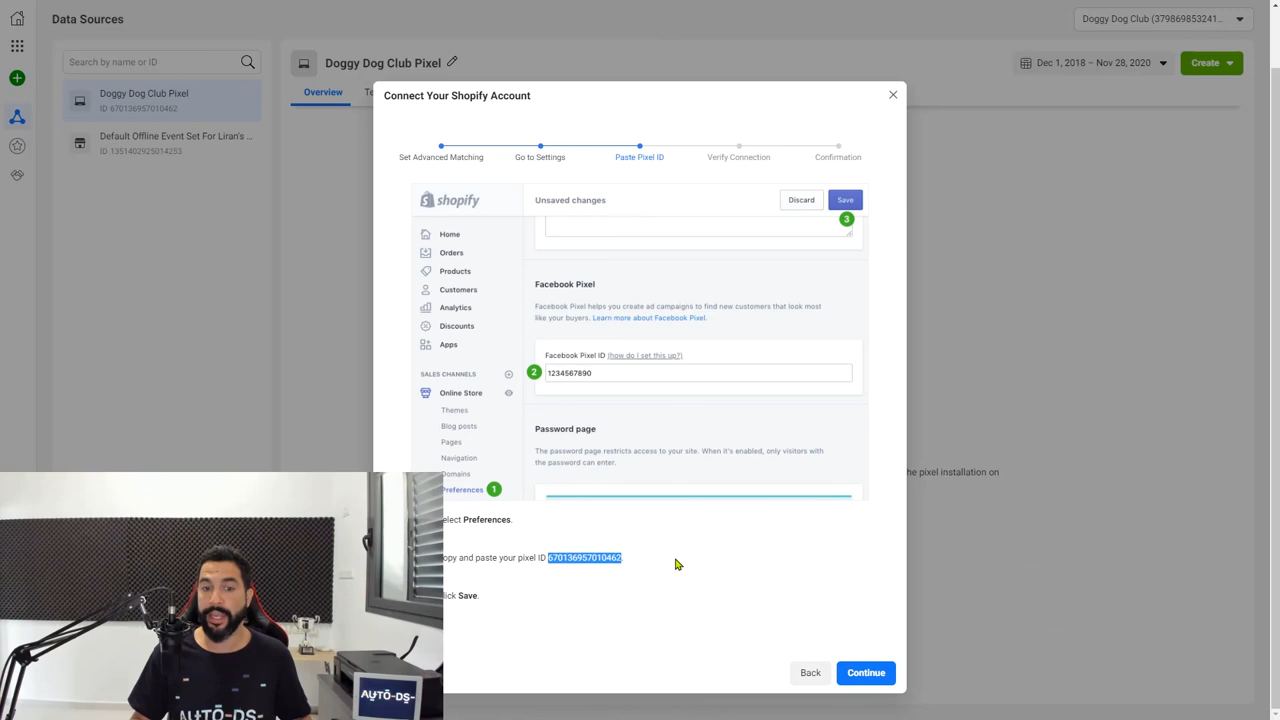 Data Sources
Doggy Dog Club (379869853241...
Search by name or ID
Doggy Dog Club Pixel
ID 670136957010462
Default Offline Event Set For Liran's ...
ID: 1351402925014253
Doggy Dog Club Pixel
Dec 1, 2018 – Nov 28, 2020
Create
Overview
Te
Connect Your Shopify Account
Set Advanced Matching
Go to Settings
Paste Pixel ID
Verify Connection
Confirmation
shopify
Unsaved changes
Discard
Save
3
Home
Orders
Products
Customers
Analytics
Discounts
Apps
SALES CHANNELS
Online Store
Themes
Blog posts
Pages
Navigation
Domains
Preferences
1
Facebook Pixel
Facebook Pixel helps you create ad campaigns to find new customers that look most
like your buyers. Learn more about Facebook Pixel.
Facebook Pixel ID (how do I set this up?)
2
1234567890
Password page
The password page restricts access to your site. When it's enabled, only visitors with
the password can enter.
he pixel installation on
elect Preferences.
opy and paste your pixel ID 670136957010462
lick Save.
Back
Continue
AUTO-DS-
AUTO-DS-